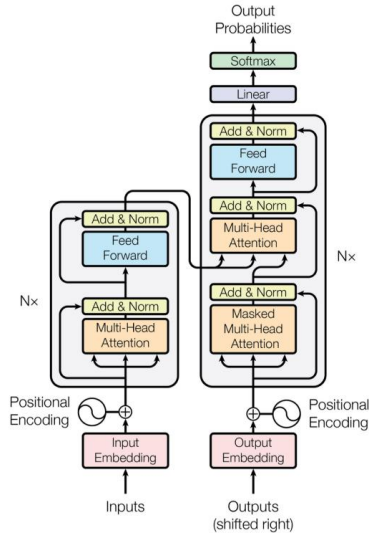 Output
Probabilities
Softmax
Linear
Add & Norm
Feed
Forward
Add & Norm
Multi-Head
Attention
Add & Norm
Masked
Multi-Head
Attention
N×
Add & Norm
Feed
Forward
Add & Norm
Multi-Head
Attention
N×
Positional
Encoding
Positional
Encoding
Input
Embedding
Output
Embedding
Inputs
Outputs
(shifted right)